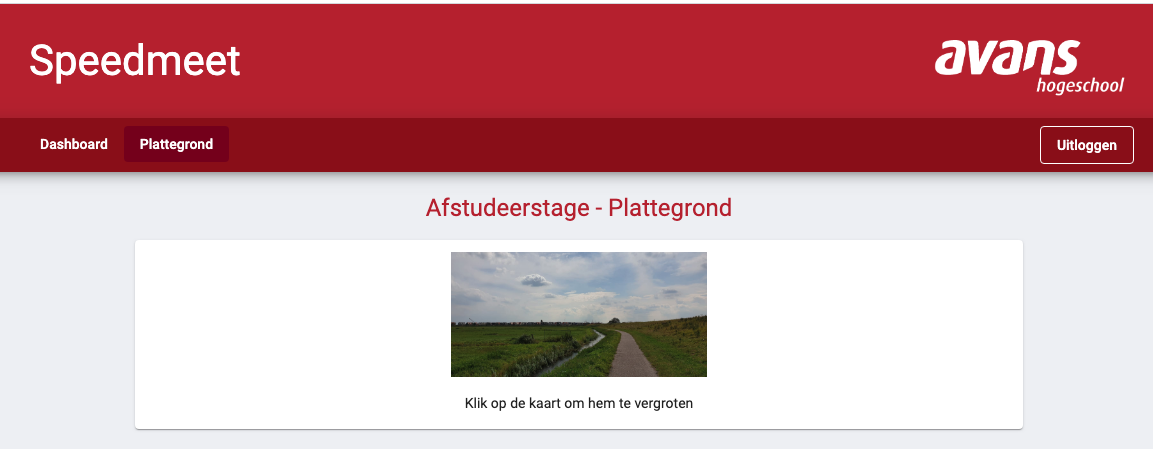 Speedmeet
avans
hogeschool
Dashboard
Plattegrond
Uitloggen
Afstudeerstage - Plattegrond
Klik op de kaart om hem te vergroten